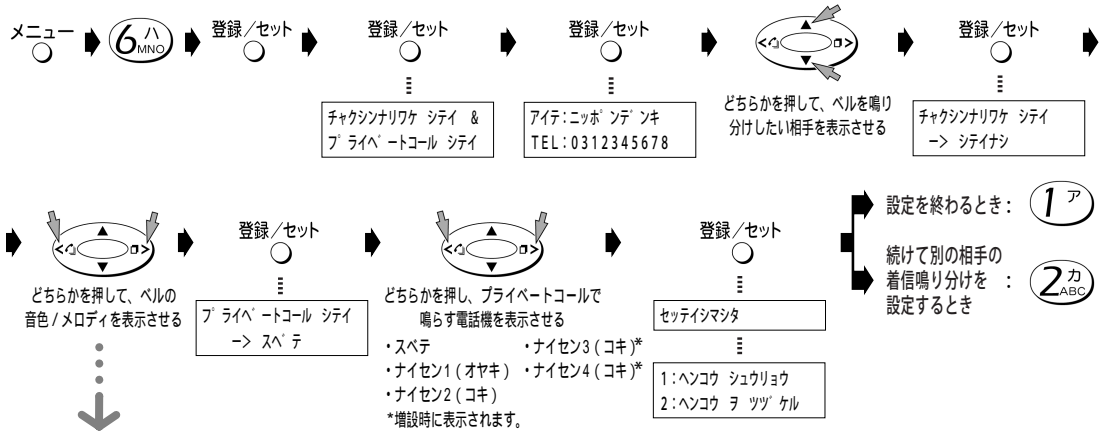 メニュー
6 ハ MNO
登録/セット
登録/セット
チャクシンナリワケ シテイ &
プライベートコール シテイ
登録/セット
アイテ:ニッポンデンキ
TEL:0312345678
どちらかを押して、ベルを鳴り
分けしたい相手を表示させる
登録/セット
チャクシンナリワケ シテイ
–> シテイナシ
どちらかを押して、ベルの
音色/メロディを表示させる
登録/セット
プライベートコール シテイ
–> スベテ
どちらかを押し、プライベートコールで
鳴らす電話機を表示させる
・スベテ ・ナイセン3(コキ)*
・ナイセン1(オヤキ) ・ナイセン4(コキ)*
・ナイセン2(コキ)
*増設時に表示されます。
登録/セット
セッテイシマシタ
1:ヘンコウ シュウリョウ
2:ヘンコウ ヲ ツヅケル
設定を終わるとき: 1 ア
続けて別の相手の
着信鳴り分けを : 2 カ ABC
設定するとき